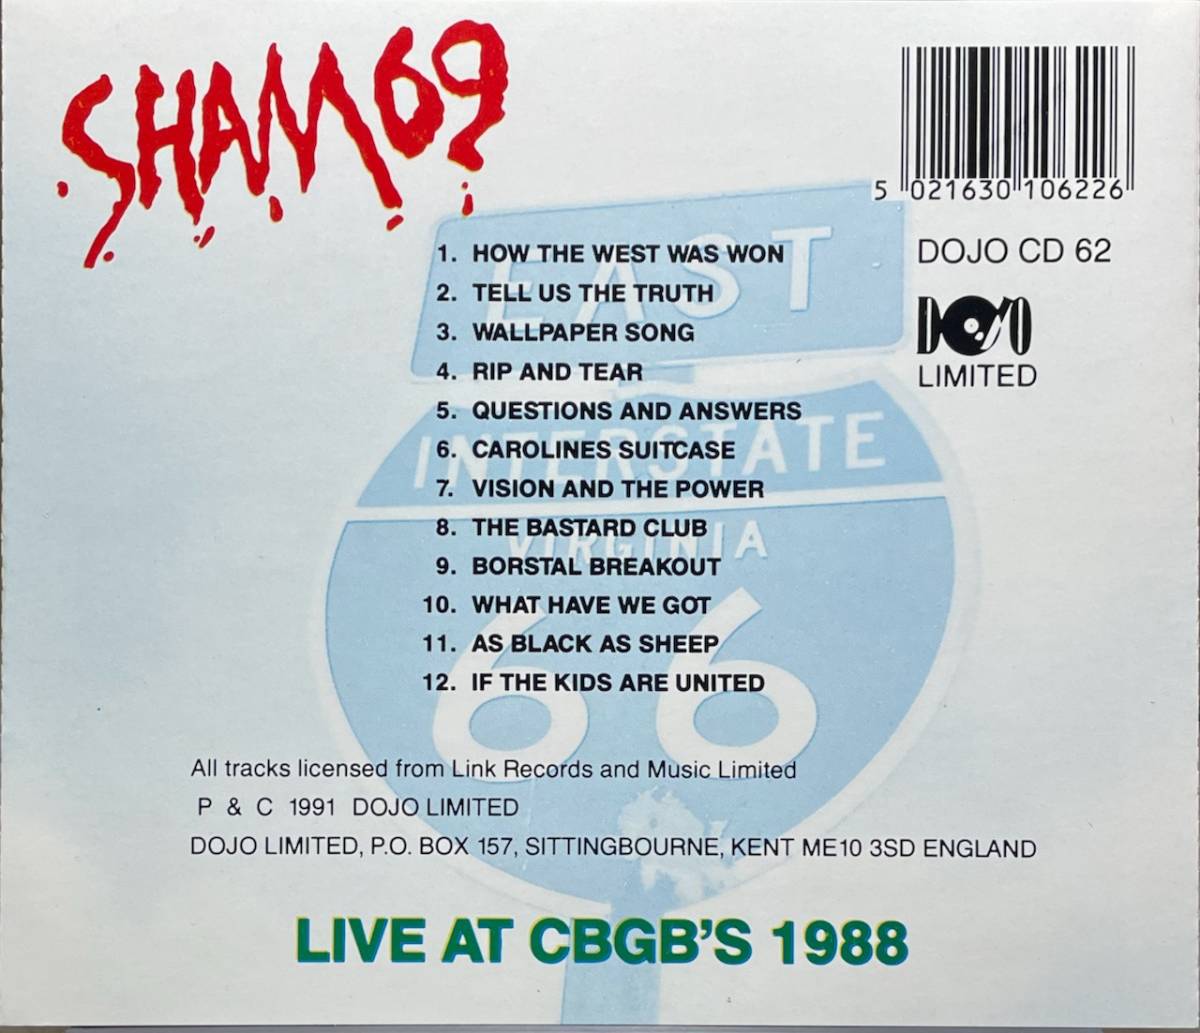 SHAM 69
5 021630 106226
DOJO CD 62
DOJO
LIMITED
1. HOW THE WEST WAS WON
2. TELL US THE TRUTH
3. WALLPAPER SONG
4. RIP AND TEAR
5. QUESTIONS AND ANSWERS
6. CAROLINES SUITCASE
7. VISION AND THE POWER
8. THE BASTARD CLUB
9. BORSTAL BREAKOUT
10. WHAT HAVE WE GOT
11. AS BLACK AS SHEEP
12. IF THE KIDS ARE UNITED
EAST
INTERSTATE
VIRGINIA
66
All tracks licensed from Link Records and Music Limited
P & C 1991 DOJO LIMITED
DOJO LIMITED, P.O. BOX 157, SITTINGBOURNE, KENT ME10 3SD ENGLAND
LIVE AT CBGB'S 1988